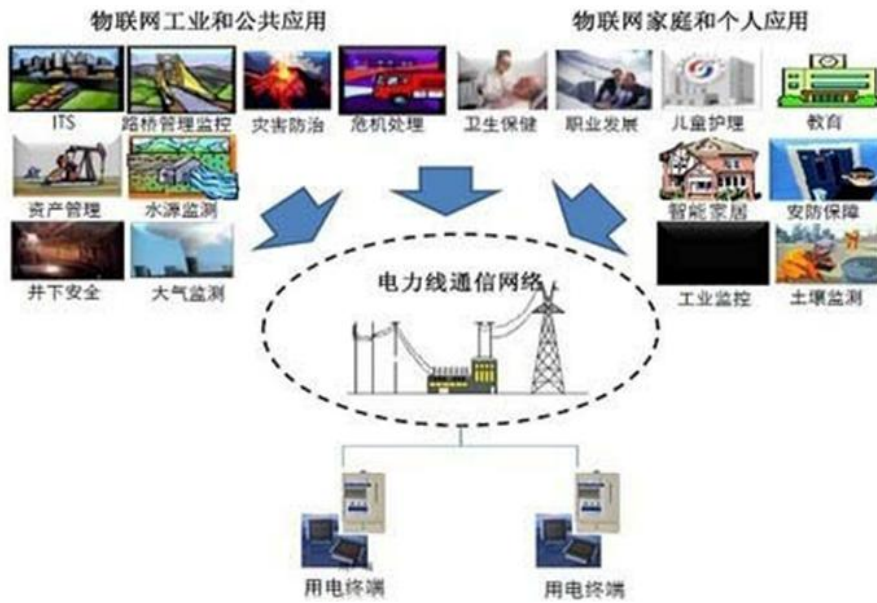 物联网工业和公共应用
物联网家庭和个人应用
ITS
路桥管理监控
灾害防治
危机处理
卫生保健
职业发展
儿童护理
教育
资产管理
水源监测
智能家居
安防保障
井下安全
大气监测
工业监控
土壤监测
电力线通信网络
用电终端
用电终端